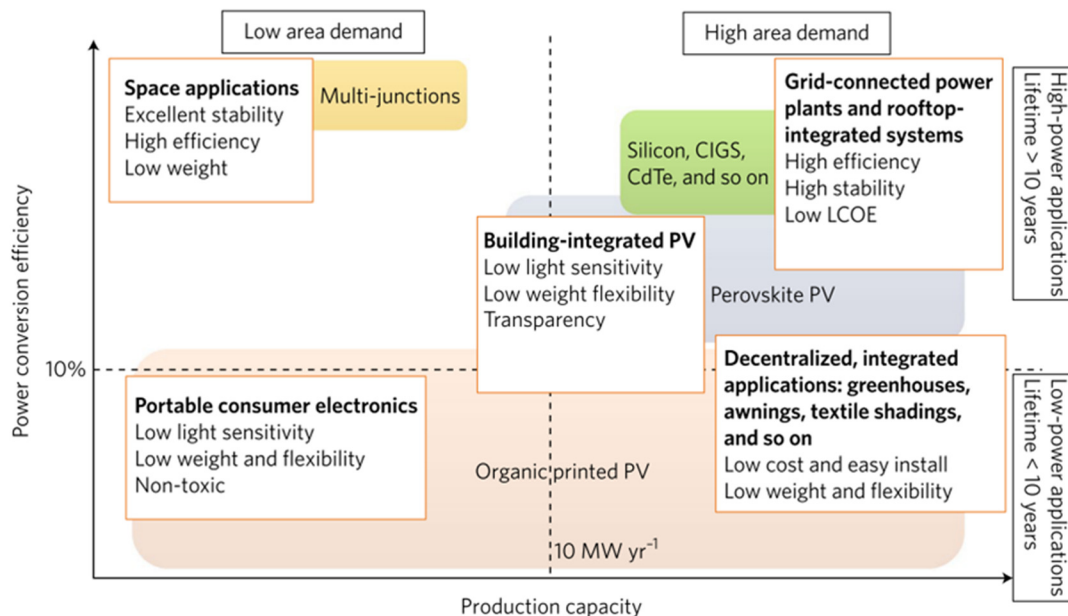 Low area demand
High area demand
Space applications
Excellent stability
High efficiency
Low weight
Multi-junctions
Grid-connected power
plants and rooftop-
integrated systems
High efficiency
High stability
Low LCOE
Silicon, CIGS,
CdTe, and so on
High-power applications
Lifetime > 10 years
Building-integrated PV
Low light sensitivity
Low weight flexibility
Transparency
Perovskite PV
Power conversion efficiency
10%
Decentralized, integrated
applications: greenhouses,
awnings, textile shadings,
and so on
Low cost and easy install
Low weight and flexibility
Low-power applications
Lifetime < 10 years
Portable consumer electronics
Low light sensitivity
Low weight and flexibility
Non-toxic
Organic printed PV
10 MW yr⁻¹
Production capacity